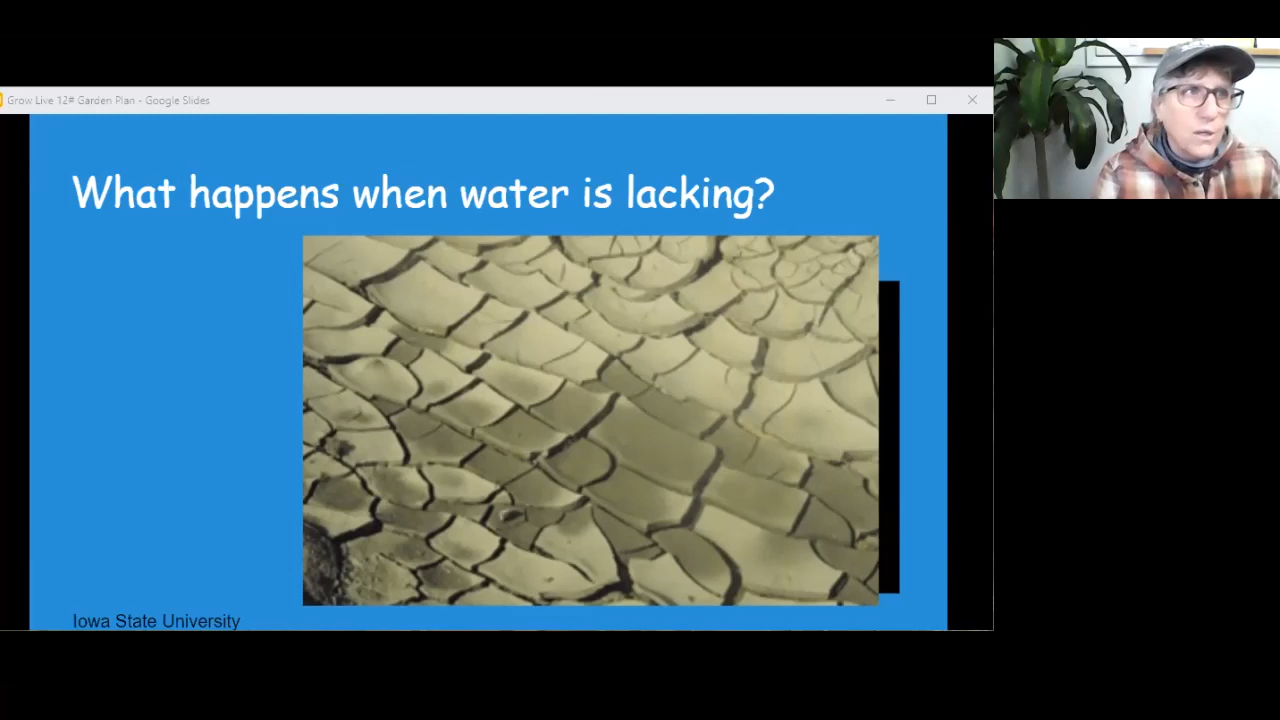 Grow Live 12# Garden Plan - Google Slides
What happens when water is lacking?
Iowa State University